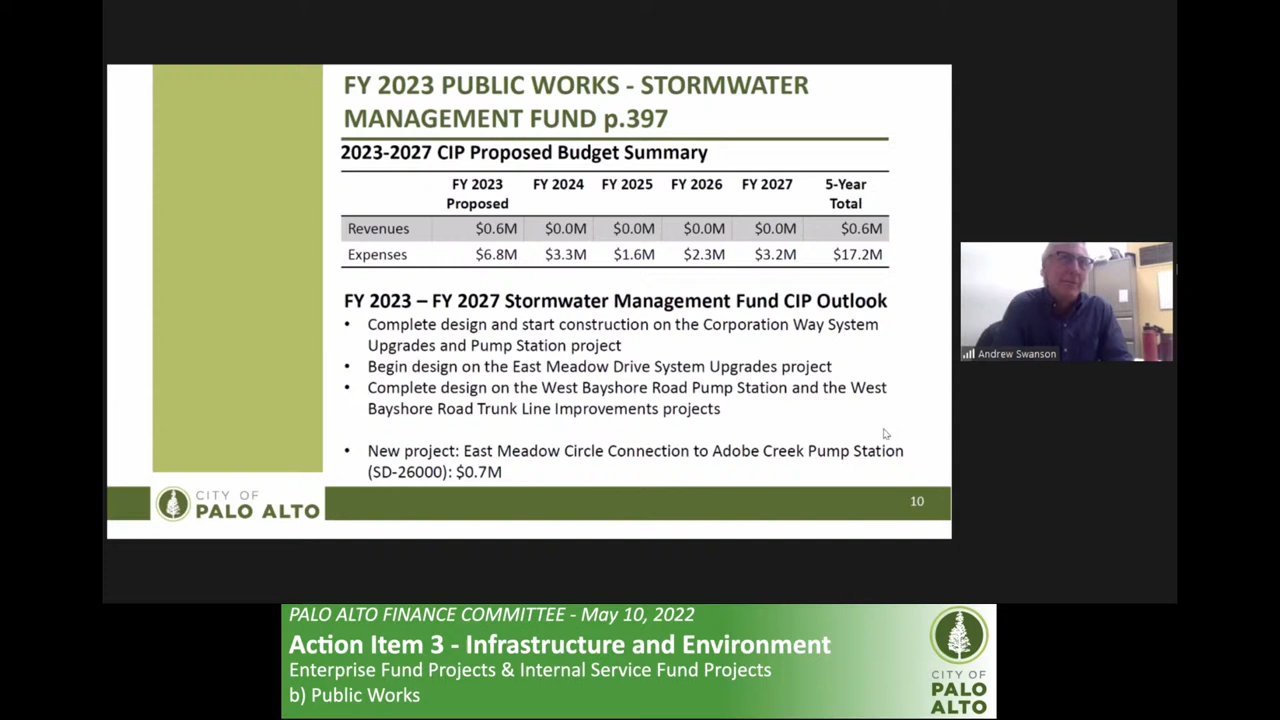 FY 2023 PUBLIC WORKS - STORMWATER
MANAGEMENT FUND p.397
2023-2027 CIP Proposed Budget Summary
FY 2023 Proposed FY 2024 FY 2025 FY 2026 FY 2027 5-Year Total
Revenues $0.6M $0.0M $0.0M $0.0M $0.0M $0.6M
Expenses $6.8M $3.3M $1.6M $2.3M $3.2M $17.2M
FY 2023 – FY 2027 Stormwater Management Fund CIP Outlook
• Complete design and start construction on the Corporation Way System
Upgrades and Pump Station project
• Begin design on the East Meadow Drive System Upgrades project
• Complete design on the West Bayshore Road Pump Station and the West
Bayshore Road Trunk Line Improvements projects
• New project: East Meadow Circle Connection to Adobe Creek Pump Station
(SD-26000): $0.7M
CITY OF
PALO ALTO
10
Andrew Swanson
PALO ALTO FINANCE COMMITTEE - May 10, 2022
Action Item 3 - Infrastructure and Environment
Enterprise Fund Projects & Internal Service Fund Projects
b) Public Works
CITY OF
PALO
ALTO